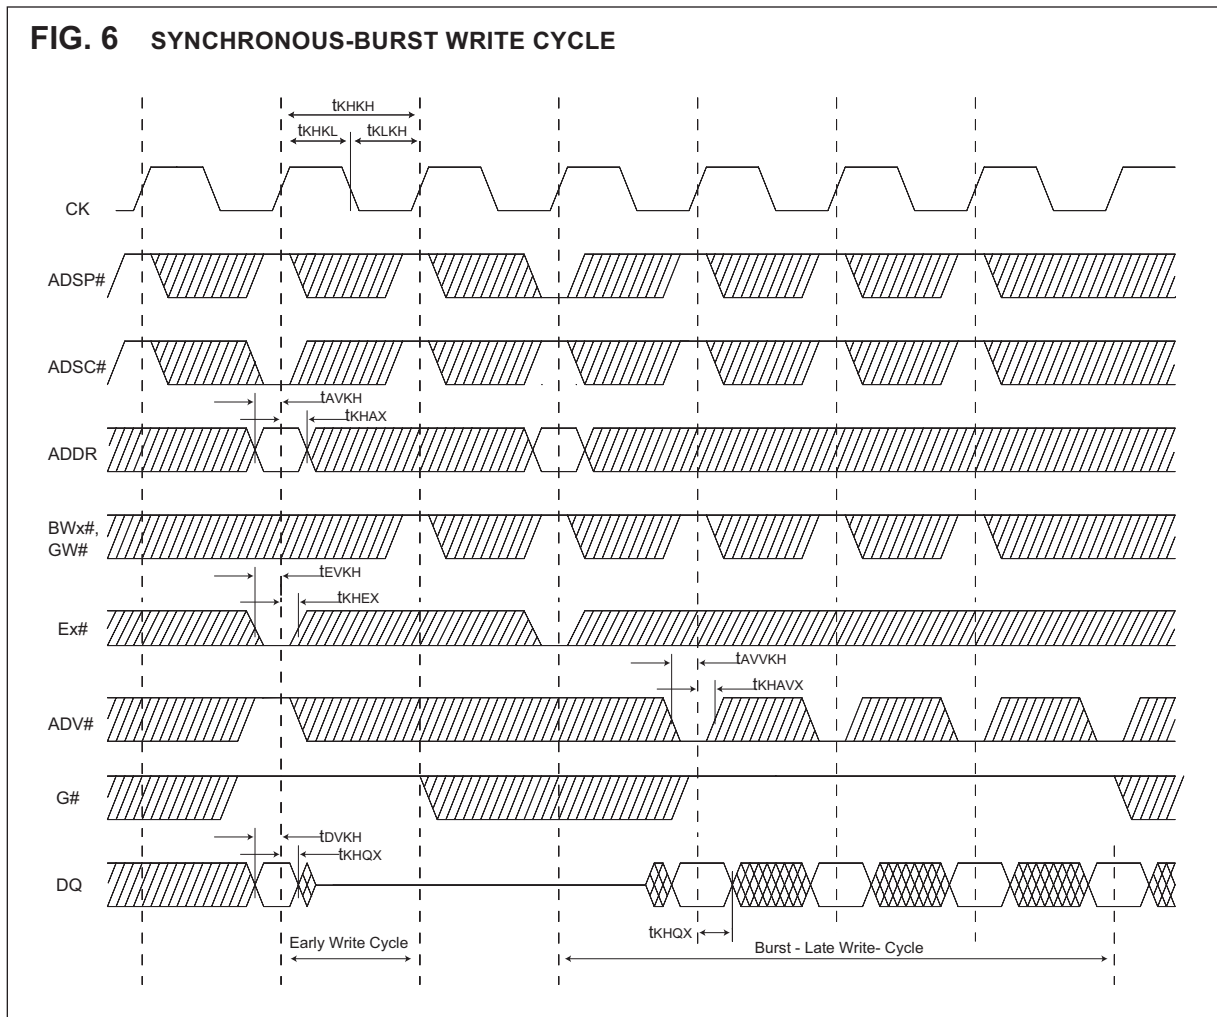 FIG. 6 SYNCHRONOUS-BURST WRITE CYCLE
tKHKH
tKHKL
tKLKH
CK
ADSP#
ADSC#
tAVKH
tKHAX
ADDR
BWx#,
GW#
tEVKH
tKHEX
Ex#
tAVVKH
tKHAVX
ADV#
G#
tDVKH
tKHQX
DQ
tKHQX
Early Write Cycle
Burst - Late Write- Cycle